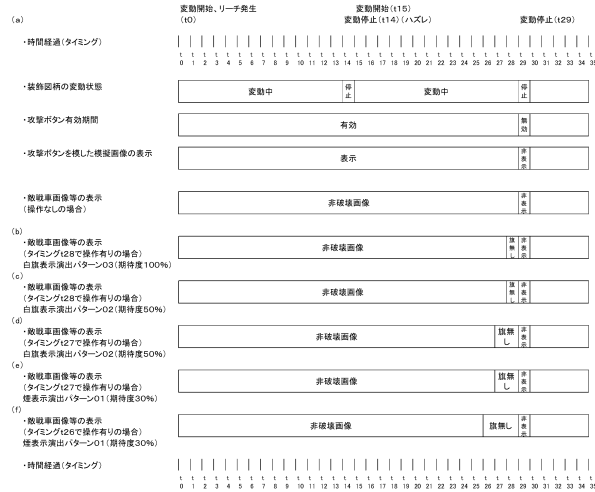 変動開始、リーチ発生
(t0)
変動開始(t15)
変動停止(t14)(ハズレ)
変動停止(t29)
(a)
・時間経過(タイミング)
t t t t t t t t t t t t t t t t t t t t t t t t t t t t t t t t t t t t
0 1 2 3 4 5 6 7 8 9 10 11 12 13 14 15 16 17 18 19 20 21 22 23 24 25 26 27 28 29 30 31 32 33 34 35
・装飾図柄の変動状態
変動中
停止
変動中
停止
・攻撃ボタン有効期間
有効
無効
・攻撃ボタンを模した模擬画像の表示
表示
非表示
・敵戦車画像等の表示
(操作なしの場合)
非破壊画像
非表示
(b)
・敵戦車画像等の表示
(タイミングt28で操作有りの場合)
白旗表示演出パターン03(期待度100%)
非破壊画像
旗無し
非表示
(c)
・敵戦車画像等の表示
(タイミングt28で操作有りの場合)
白旗表示演出パターン02(期待度50%)
非破壊画像
旗無し
非表示
(d)
・敵戦車画像等の表示
(タイミングt27で操作有りの場合)
白旗表示演出パターン02(期待度50%)
非破壊画像
旗無し
非表示
(e)
・敵戦車画像等の表示
(タイミングt27で操作有りの場合)
煙表示演出パターン01(期待度30%)
非破壊画像
旗無し
非表示
(f)
・敵戦車画像等の表示
(タイミングt26で操作有りの場合)
煙表示演出パターン01(期待度30%)
非破壊画像
旗無し
非表示
・時間経過(タイミング)
t t t t t t t t t t t t t t t t t t t t t t t t t t t t t t t t t t t t
0 1 2 3 4 5 6 7 8 9 10 11 12 13 14 15 16 17 18 19 20 21 22 23 24 25 26 27 28 29 30 31 32 33 34 35